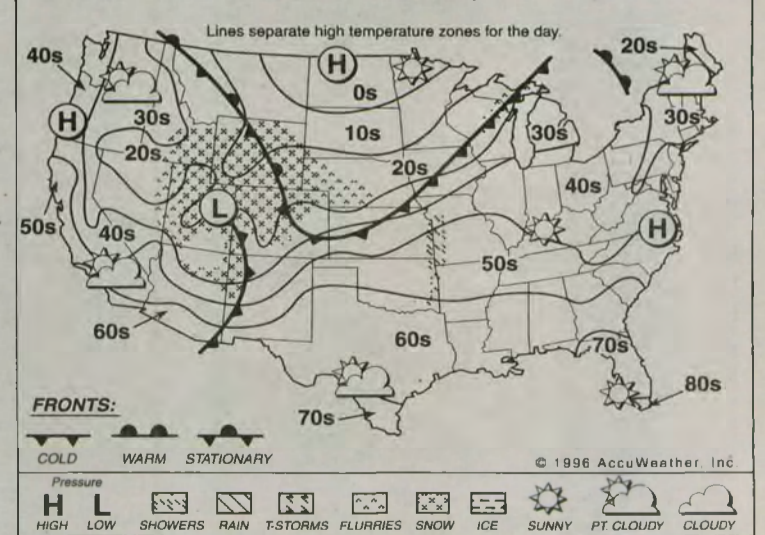 Lines separate high temperature zones for the day.
40s
20s
H
0s
H
30s
10s
30s
30s
20s
20s
40s
L
50s
40s
H
50s
60s
60s
70s
80s
70s
FRONTS:
COLD WARM STATIONARY
© 1996 AccuWeather, Inc.
Pressure
H L
HIGH LOW SHOWERS RAIN T-STORMS FLURRIES SNOW ICE SUNNY PT. CLOUDY CLOUDY